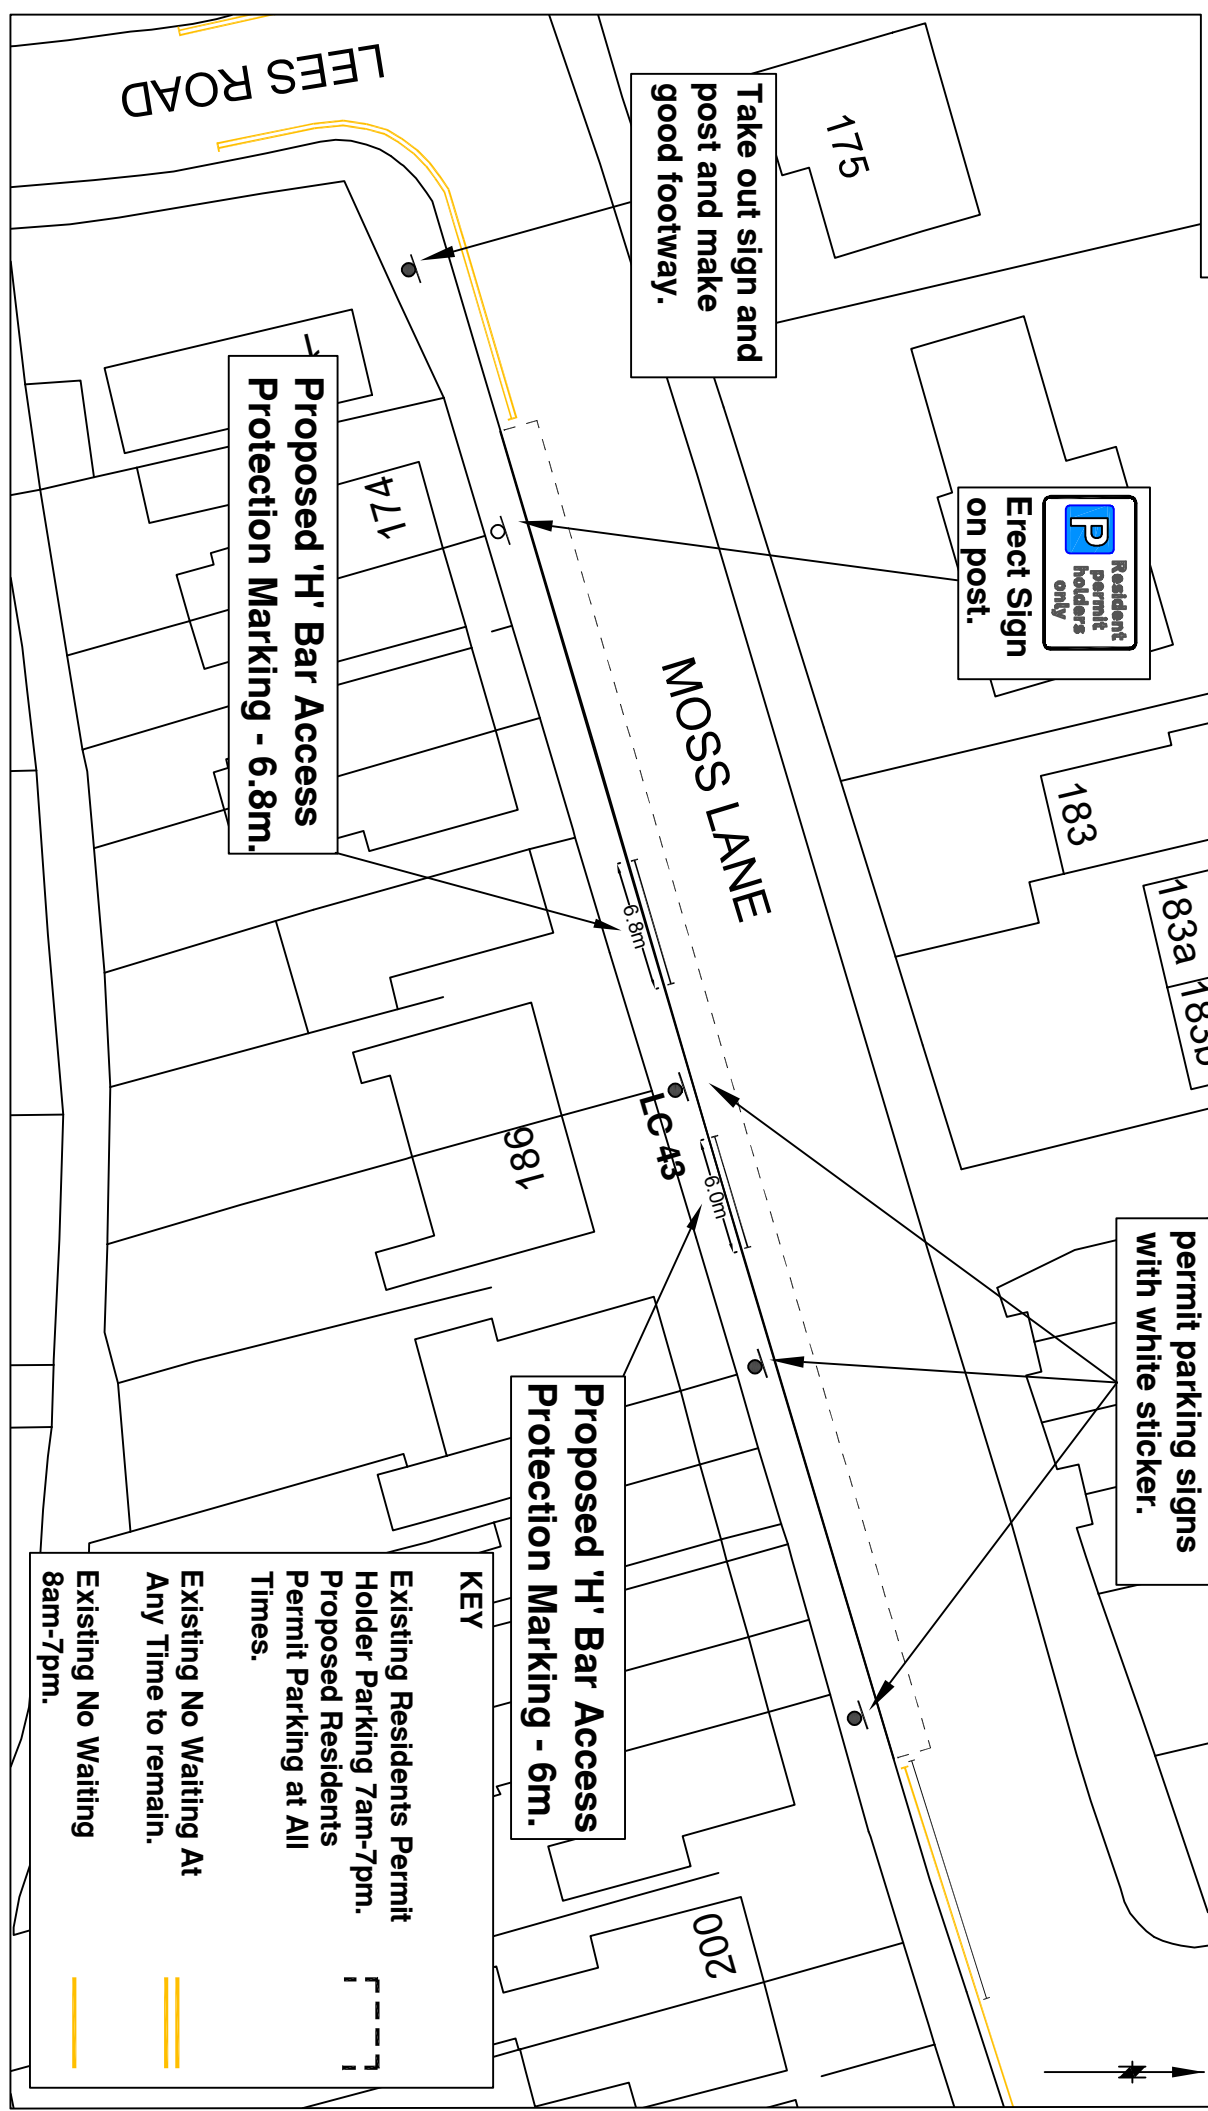 LEES ROAD
Take out sign and
post and make
good footway.
175
P
Resident
permit
holders
only
Erect Sign
on post.
183
183a
183b
MOSS LANE
174
Proposed 'H' Bar Access
Protection Marking - 6.8m.
6.8m
LC 43
6.0m
186
permit parking signs
with white sticker.
Proposed 'H' Bar Access
Protection Marking - 6m.
200
KEY
Existing Residents Permit
Holder Parking 7am-7pm.
Proposed Residents
Permit Parking at All
Times.
Existing No Waiting At
Any Time to remain.
Existing No Waiting
8am-7pm.